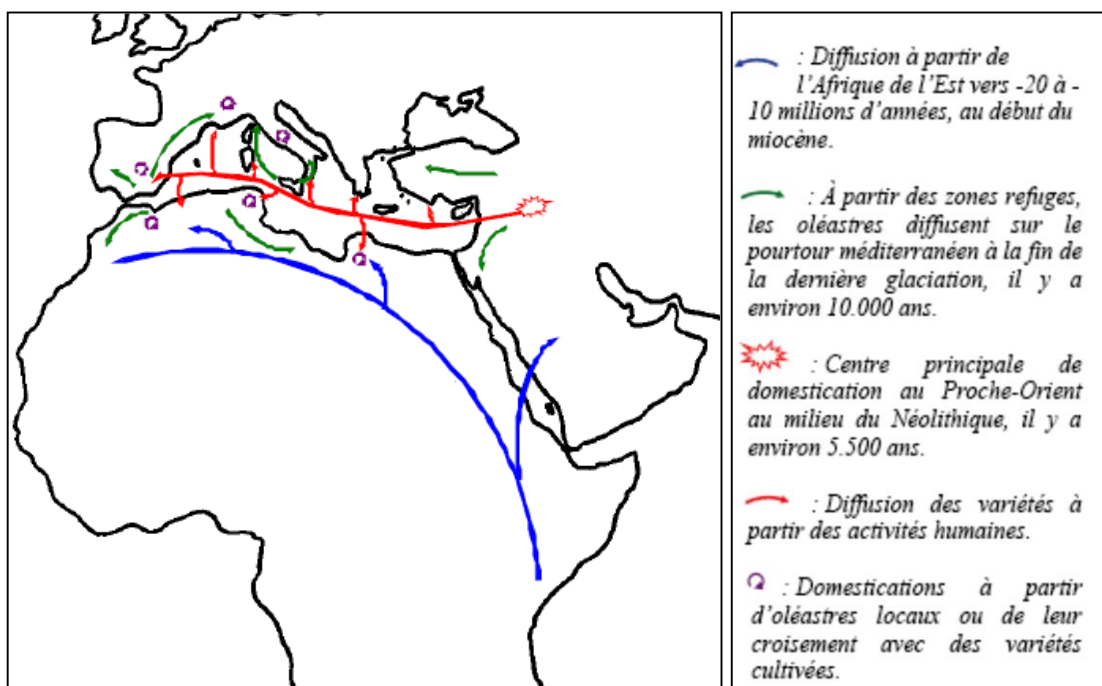 : Diffusion à partir de
l'Afrique de l'Est vers -20 à -
10 millions d'années, au début du
miocène.
: À partir des zones refuges,
les oléastres diffusent sur le
pourtour méditerranéen à la fin de
la dernière glaciation, il y a
environ 10.000 ans.
: Centre principale de
domestication au Proche-Orient
au milieu du Néolithique, il y a
environ 5.500 ans.
: Diffusion des variétés à
partir des activités humaines.
: Domestications à partir
d'oléastres locaux ou de leur
croisement avec des variétés
cultivées.